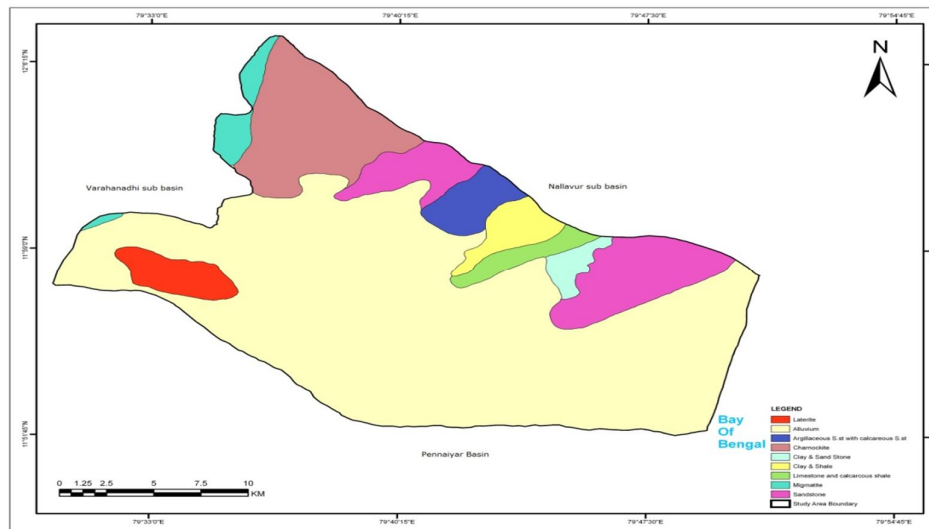 79°33'0"E 79°40'15"E 79°47'30"E 79°54'45"E
12°6'15"N
N
Varahanadhi sub basin
Nallavur sub basin
11°59'0"N
Bay
Of
Bengal
11°51'45"N
Pennaiyar Basin
LEGEND
Laterite
Alluvium
Argillaceous S.st with calcareous S.st
Charnockite
Clay & Sand Stone
Clay & Shale
Limestone and calcarcous shale
Migmatite
Sandstone
Study Area Boundary
0 1.25 2.5 5 7.5 10
KM
79°33'0"E 79°40'15"E 79°47'30"E 79°54'45"E